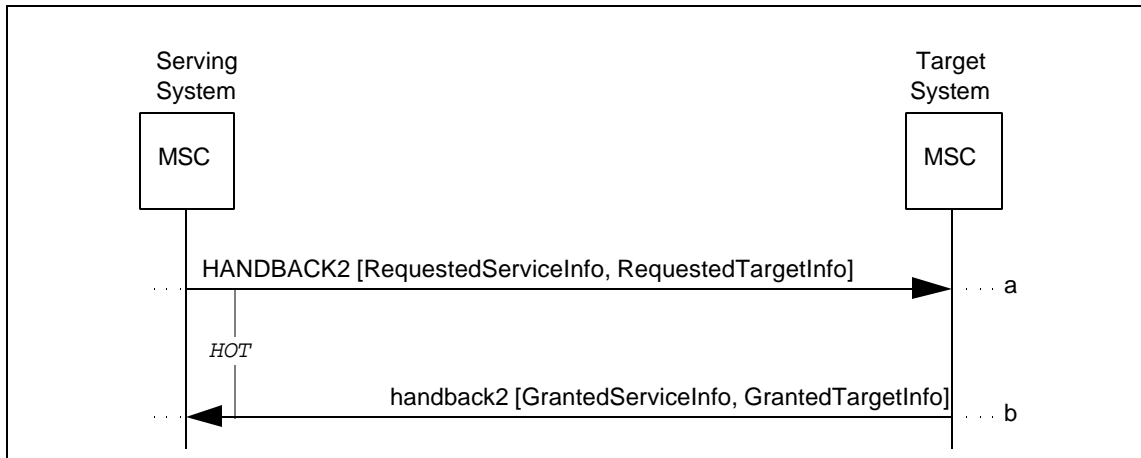 Serving
System
Target
System
MSC
MSC
HANDBACK2 [RequestedServiceInfo, RequestedTargetInfo]
a
HOT
handback2 [GrantedServiceInfo, GrantedTargetInfo]
b